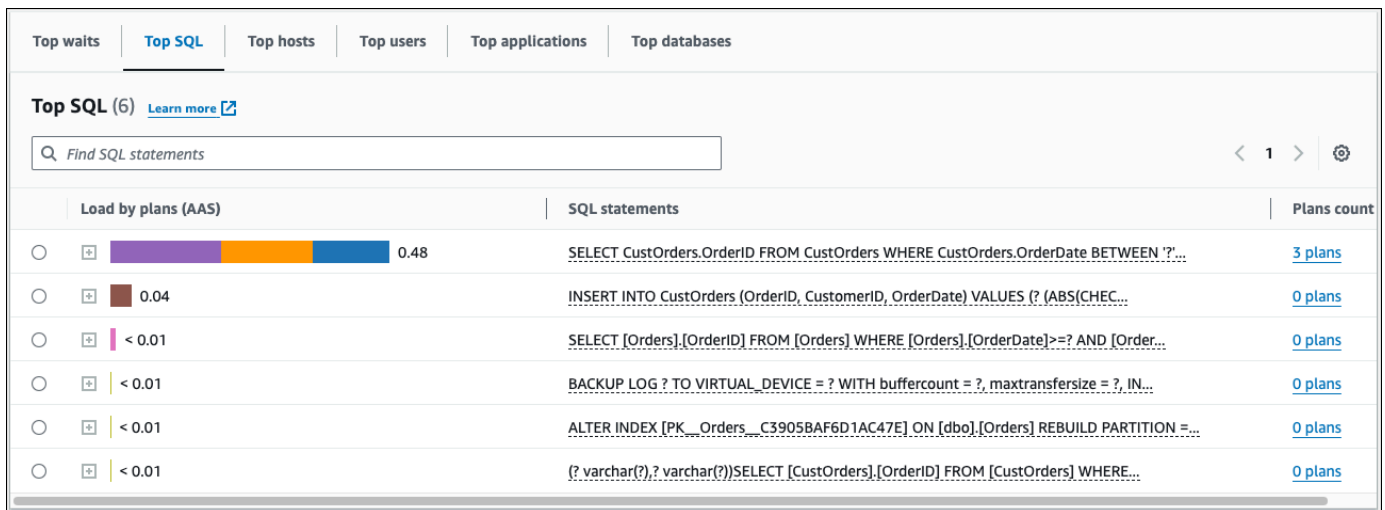 Top waits Top SQL Top hosts Top users Top applications Top databases
Top SQL (6) Learn more
Find SQL statements 1
Load by plans (AAS) SQL statements Plans count
0.48 SELECT CustOrders.OrderID FROM CustOrders WHERE CustOrders.OrderDate BETWEEN '?'... 3 plans
0.04 INSERT INTO CustOrders (OrderID, CustomerID, OrderDate) VALUES (? (ABS(CHEC... 0 plans
< 0.01 SELECT [Orders].[OrderID] FROM [Orders] WHERE [Orders].[OrderDate]>=? AND [Order... 0 plans
< 0.01 BACKUP LOG ? TO VIRTUAL_DEVICE = ? WITH buffercount = ?, maxtransfersize = ?, IN... 0 plans
< 0.01 ALTER INDEX [PK__Orders__C3905BAF6D1AC47E] ON [dbo].[Orders] REBUILD PARTITION =... 0 plans
< 0.01 (? varchar(?),? varchar(?))SELECT [CustOrders].[OrderID] FROM [CustOrders] WHERE... 0 plans